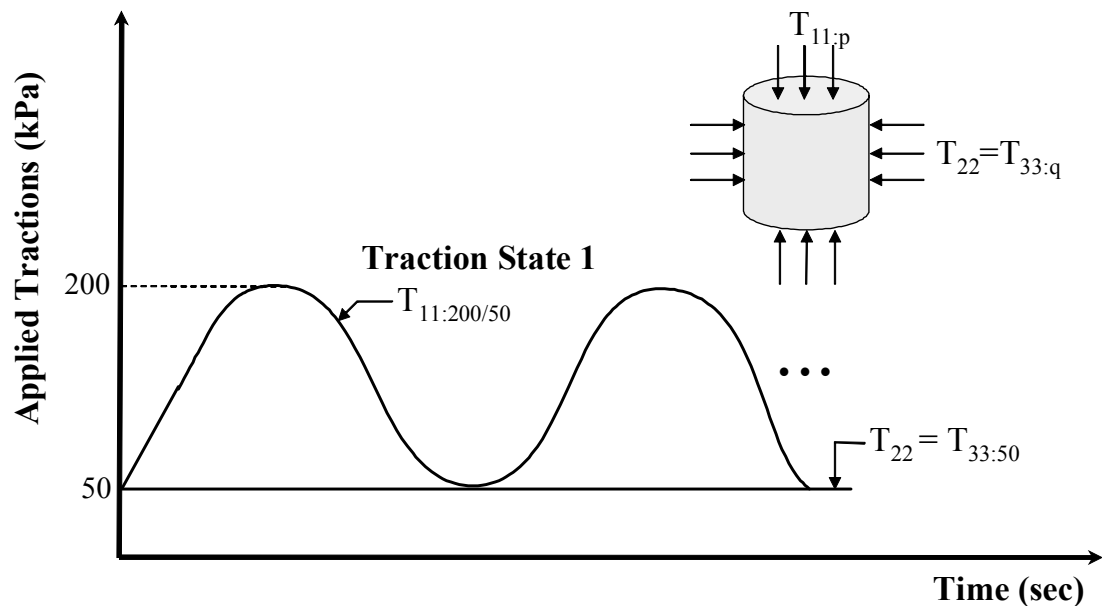 Applied Tractions (kPa)
T11:p
T22=T33:q
Traction State 1
200
T11:200/50
• • •
T22 = T33:50
50
Time (sec)